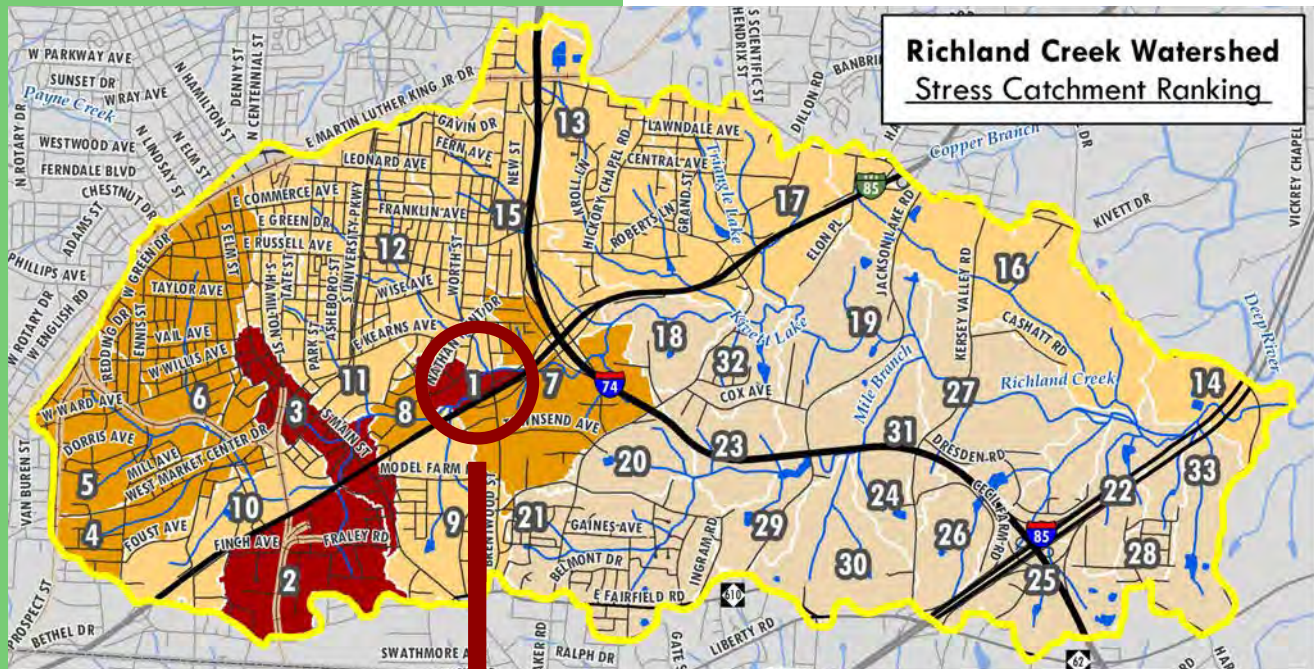 Richland Creek Watershed
Stress Catchment Ranking
W PARKWAY AVE
SUNSET DR
W RAY AVE
Payne Creek
WESTWOOD AVE
FERNDALE BLVD
CHESTNUT DR
N ROTARY DR
ADAMS ST
PHILLIPS AVE
W ROTARY DR
W ENGLISH RD
N LINDSAY ST
N ELM ST
N HAMILTON ST
DENNY ST
N CENTENNIAL ST
E MARTIN LUTHER KING JR DR
S SCIENTIFIC ST
HENDRIX ST
DILLON RD
Copper Branch
KIVETT DR
VICKREY CHAPEL
GAVIN DR
FERN AVE
LEONARD AVE
NEW ST
13
KROLL LN
HICKORY CHAPEL RD
LAWNDALE AVE
CENTRAL AVE
Triangle Lake
GRAND ST
ROBERTS LN
17
85
ELON PL
JACKSON LAKE RD
KERSEY VALLEY RD
16
CASHATT RD
Deep River
E COMMERCE AVE
E GREEN DR
E RUSSELL AVE
FRANKLIN AVE
15
12
WISE AVE
WORTH ST
S UNIVERSITY PKWY
ASHEBORO ST
TATE ST
S HAMILTON ST
S ELM ST
W GREEN DR
REDDING DR
ENNIS ST
TAYLOR AVE
VAIL AVE
W WILLIS AVE
PARK ST
E KEARNS AVE
NATHAN HUNT DR
18
Kivett Lake
32
COX AVE
19
Mile Branch
27
Richland Creek
14
W WARD AVE
6
11
8
1
7
74
3
S MAIN ST
DORRIS AVE
MILL AVE
WEST MARKET CENTER DR
5
4
FOUST AVE
10
FINCH AVE
FRALEY RD
2
MODEL FARM
9
BRENTWOOD ST
21
20
23
31
DRESDEN RD
22
33
24
CECIL FARM RD
26
85
28
25
29
30
INGRAM RD
GAINES AVE
BELMONT DR
E FAIRFIELD RD
610
LIBERTY RD
62
VAN BUREN ST
PROSPECT ST
BETHEL DR
SWATHMORE
RALPH DR